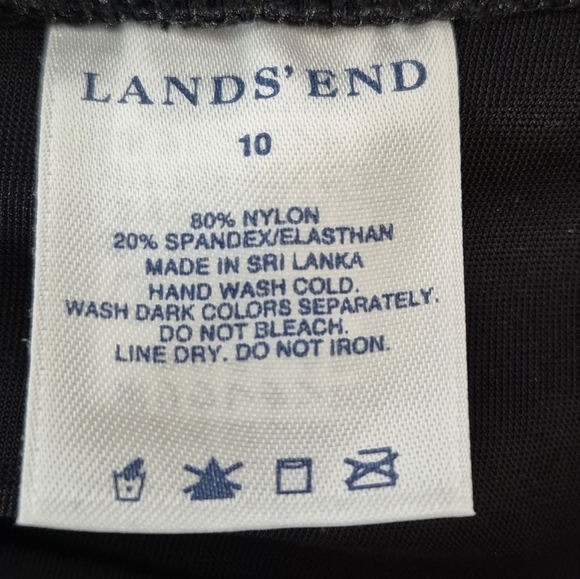 LANDS' END
10
80% NYLON
20% SPANDEX/ELASTHAN
MADE IN SRI LANKA
HAND WASH COLD.
WASH DARK COLORS SEPARATELY.
DO NOT BLEACH.
LINE DRY. DO NOT IRON.